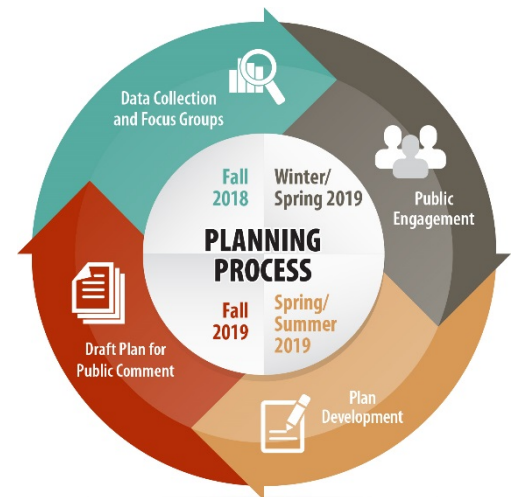 Data Collection
and Focus Groups
Public
Engagement
Fall
2018
Winter/
Spring 2019
PLANNING
PROCESS
Fall
2019
Spring/
Summer
2019
Draft Plan for
Public Comment
Plan
Development